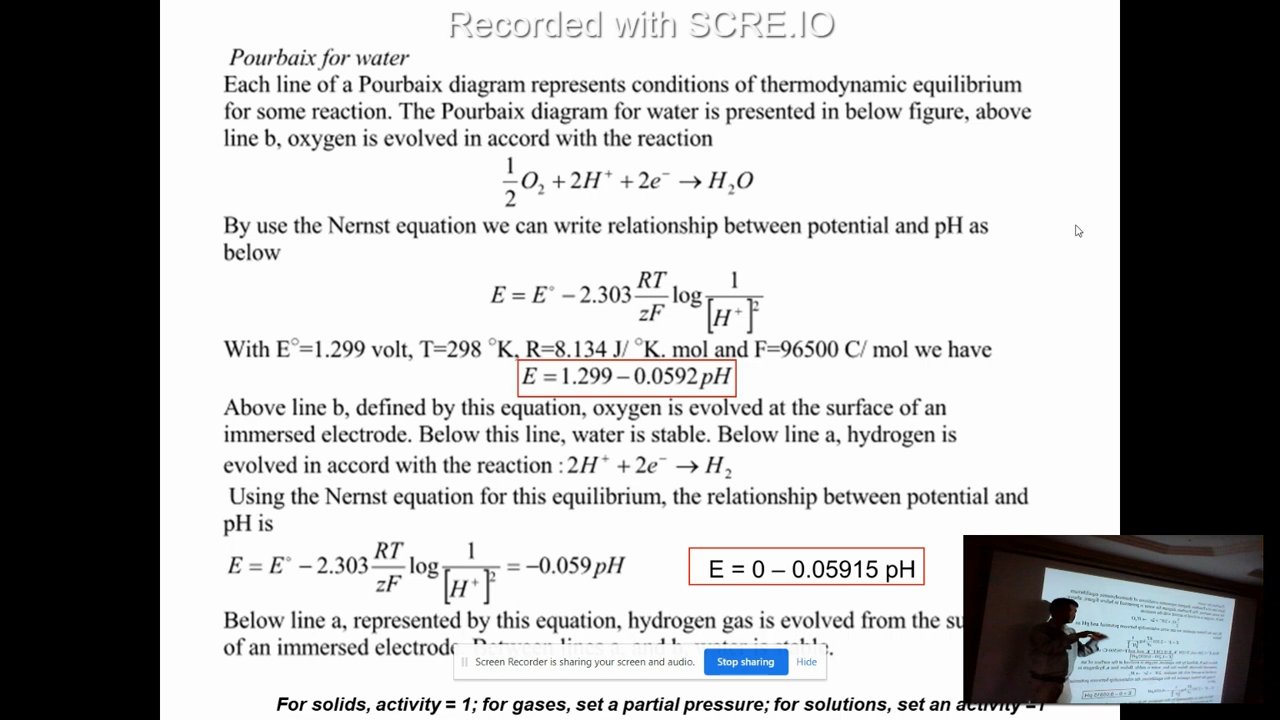 Recorded with SCRE.IO
Pourbaix for water
Each line of a Pourbaix diagram represents conditions of thermodynamic equilibrium
for some reaction. The Pourbaix diagram for water is presented in below figure, above
line b, oxygen is evolved in accord with the reaction
1/2 O₂ + 2H⁺ + 2e⁻ → H₂O
By use the Nernst equation we can write relationship between potential and pH as
below
E = E° − 2.303 RT/zF log 1/[H⁺]²
With E°=1.299 volt, T=298 °K, R=8.134 J/ °K. mol and F=96500 C/ mol we have
E = 1.299 − 0.0592 pH
Above line b, defined by this equation, oxygen is evolved at the surface of an
immersed electrode. Below this line, water is stable. Below line a, hydrogen is
evolved in accord with the reaction : 2H⁺ + 2e⁻ → H₂
Using the Nernst equation for this equilibrium, the relationship between potential and
pH is
E = E° − 2.303 RT/zF log 1/[H⁺]² = −0.059 pH
E = 0 – 0.05915 pH
Below line a, represented by this equation, hydrogen gas is evolved from the su
of an immersed electrode
Screen Recorder is sharing your screen and audio. Stop sharing Hide
For solids, activity = 1; for gases, set a partial pressure; for solutions, set an activity =1